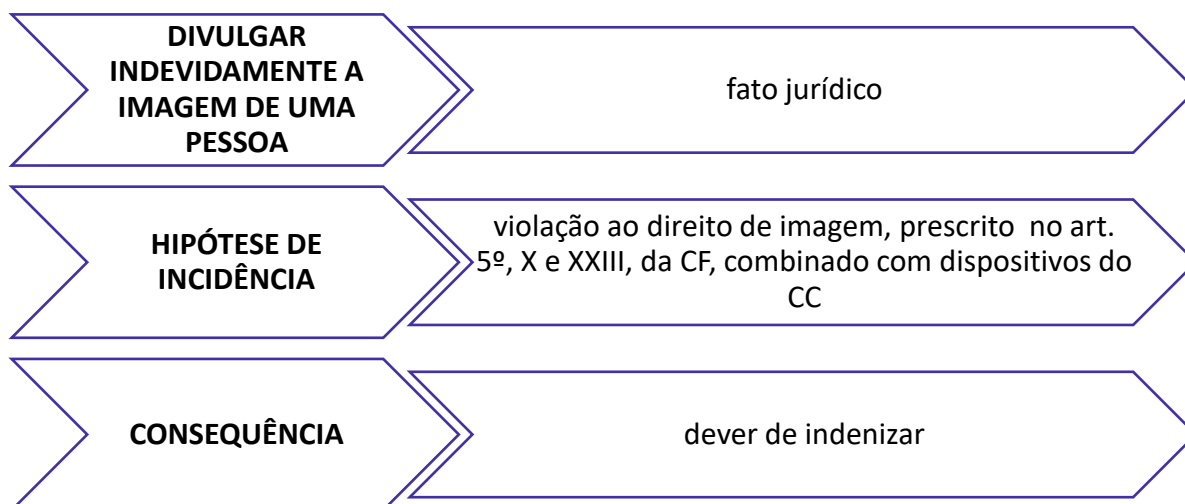 DIVULGAR
INDEVIDAMENTE A
IMAGEM DE UMA
PESSOA
fato jurídico
HIPÓTESE DE
INCIDÊNCIA
violação ao direito de imagem, prescrito no art.
5º, X e XXIII, da CF, combinado com dispositivos do
CC
CONSEQUÊNCIA
dever de indenizar